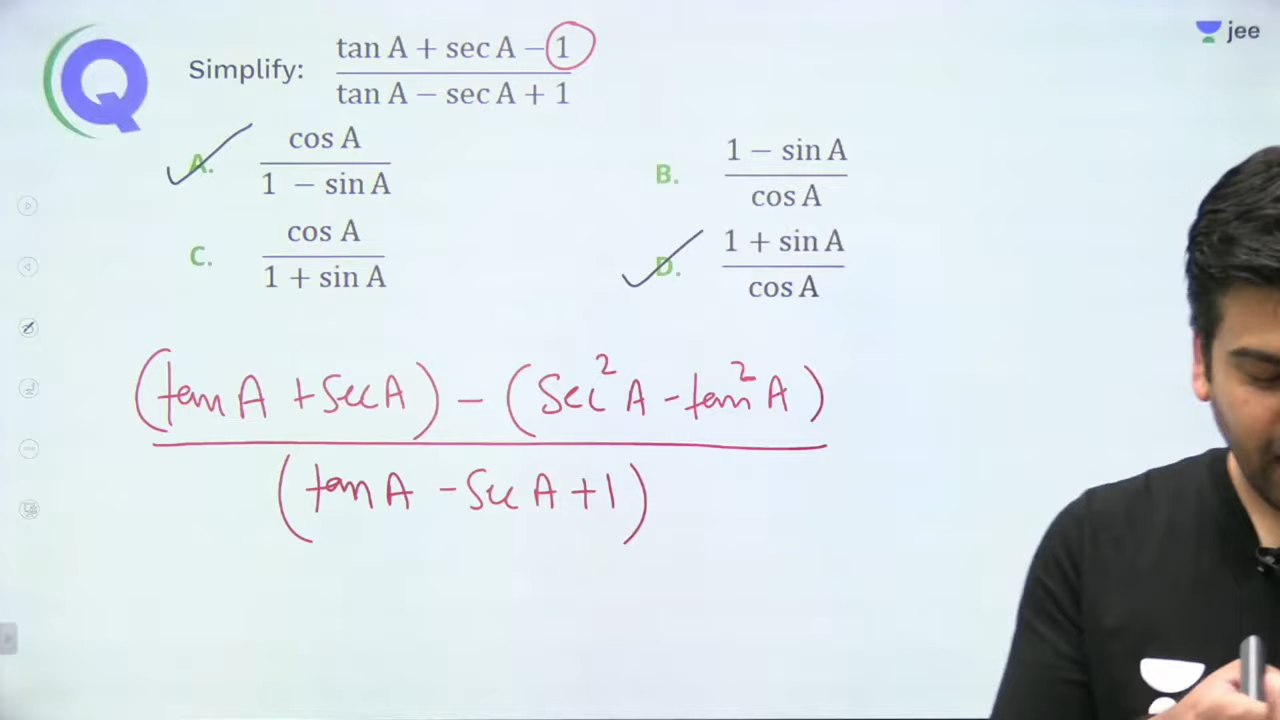 jee
Simplify: (tan A + sec A − 1)/(tan A − sec A + 1)
A. cos A/(1 − sin A)
B. (1 − sin A)/cos A
C. cos A/(1 + sin A)
D. (1 + sin A)/cos A
(tan A + sec A) − (sec² A − tan² A)
(tan A − sec A + 1)